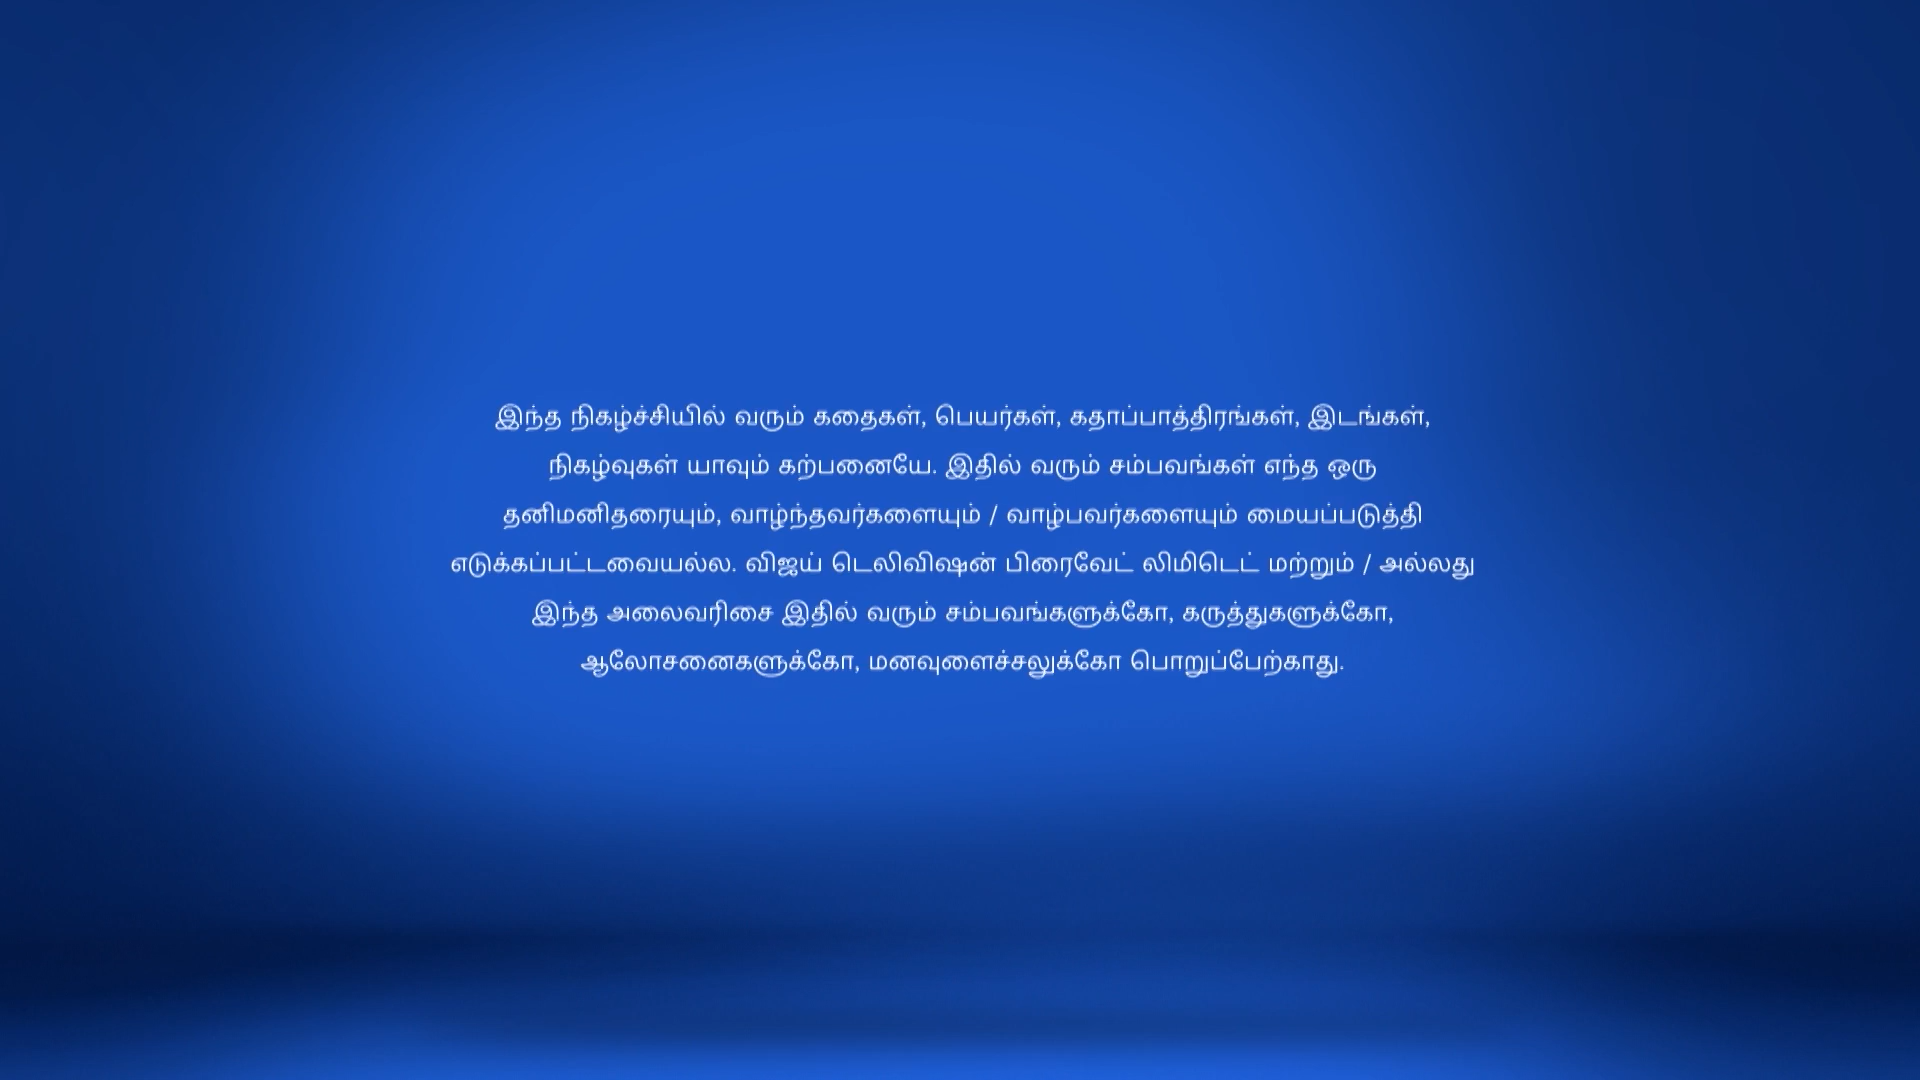 இந்த நிகழ்ச்சியில் வரும் கதைகள், பெயர்கள், கதாப்பாத்திரங்கள், இடங்கள்,
நிகழ்வுகள் யாவும் கற்பனையே. இதில் வரும் சம்பவங்கள் எந்த ஒரு
தனிமனிதரையும், வாழ்ந்தவர்களையும் / வாழ்பவர்களையும் மையப்படுத்தி
எடுக்கப்பட்டவையல்ல. விஜய் டெலிவிஷன் பிரைவேட் லிமிடெட் மற்றும் / அல்லது
இந்த அலைவரிசை இதில் வரும் சம்பவங்களுக்கோ, கருத்துகளுக்கோ,
ஆலோசனைகளுக்கோ, மனவுளைச்சலுக்கோ பொறுப்பேற்காது.